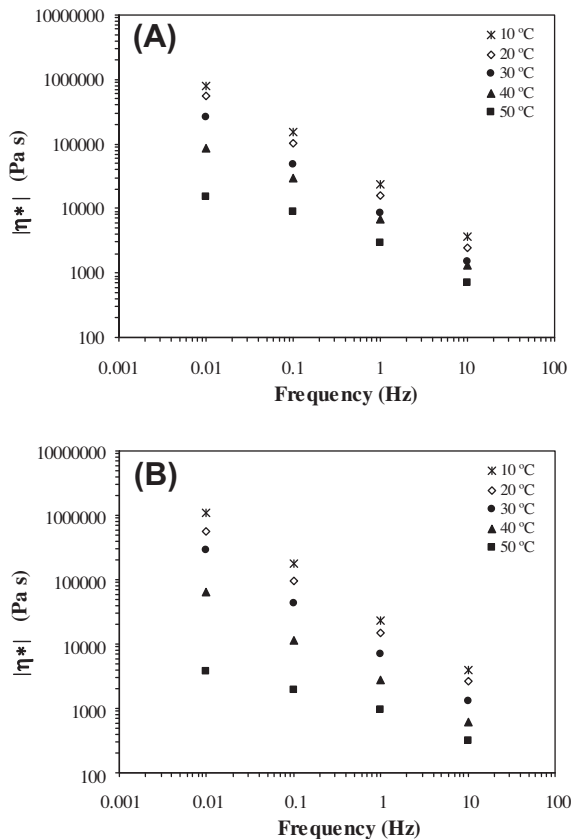 (A)
10000000
1000000
100000
10000
1000
100
|η*| (Pa s)
10 ºC
20 ºC
30 ºC
40 ºC
50 ºC
0.001 0.01 0.1 1 10 100
Frequency (Hz)
(B)
10000000
1000000
100000
10000
1000
100
|η*| (Pa s)
10 ºC
20 ºC
30 ºC
40 ºC
50 ºC
0.001 0.01 0.1 1 10 100
Frequency (Hz)